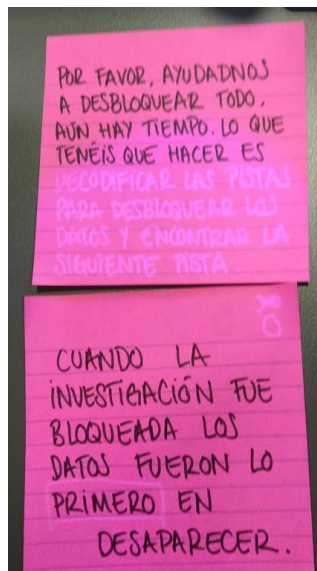 POR FAVOR, AYUDADNOS
A DESBLOQUEAR TODO,
AÚN HAY TIEMPO. LO QUE
TENÉIS QUE HACER ES
DECODIFICAR LAS PISTAS
PARA DESBLOQUEAR LOS
DATOS Y ENCONTRAR LA
SIGUIENTE PISTA.
CUANDO LA
INVESTIGACIÓN FUE
BLOQUEADA LOS
DATOS FUERON LO
PRIMERO EN
DESAPARECER.